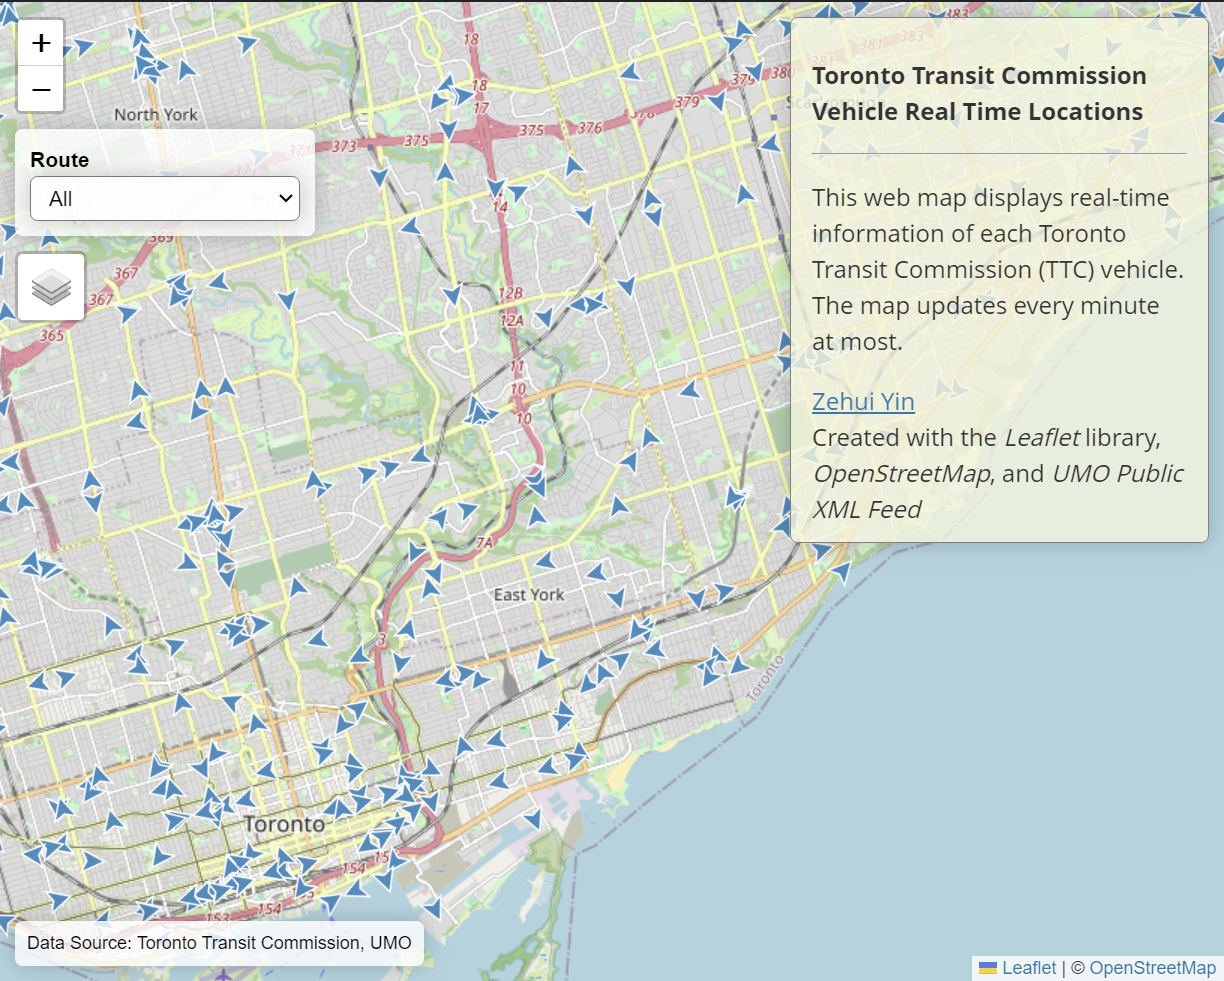 +
−
North York
Route
All
18
18
17
383
381
383
381
380
379
379
378
376
375
375
373
371
369
367
367
365
14
12B
12A
11
10
10
7A
3
East York
Toronto
Toronto
15
154
153
154
153
Toronto Transit Commission
Vehicle Real Time Locations
This web map displays real-time
information of each Toronto
Transit Commission (TTC) vehicle.
The map updates every minute
at most.
Zehui Yin
Created with the Leaflet library,
OpenStreetMap, and UMO Public
XML Feed
Data Source: Toronto Transit Commission, UMO
Leaflet | © OpenStreetMap